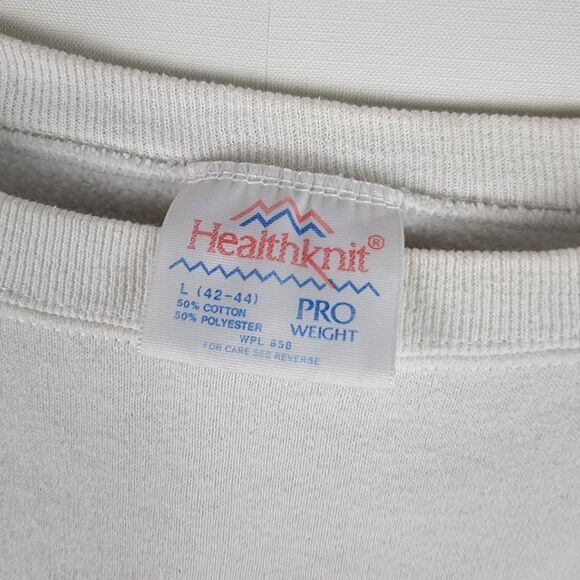 Healthknit®
L (42-44)
50% COTTON
50% POLYESTER
PRO
WEIGHT
WPL 858
FOR CARE SEE REVERSE